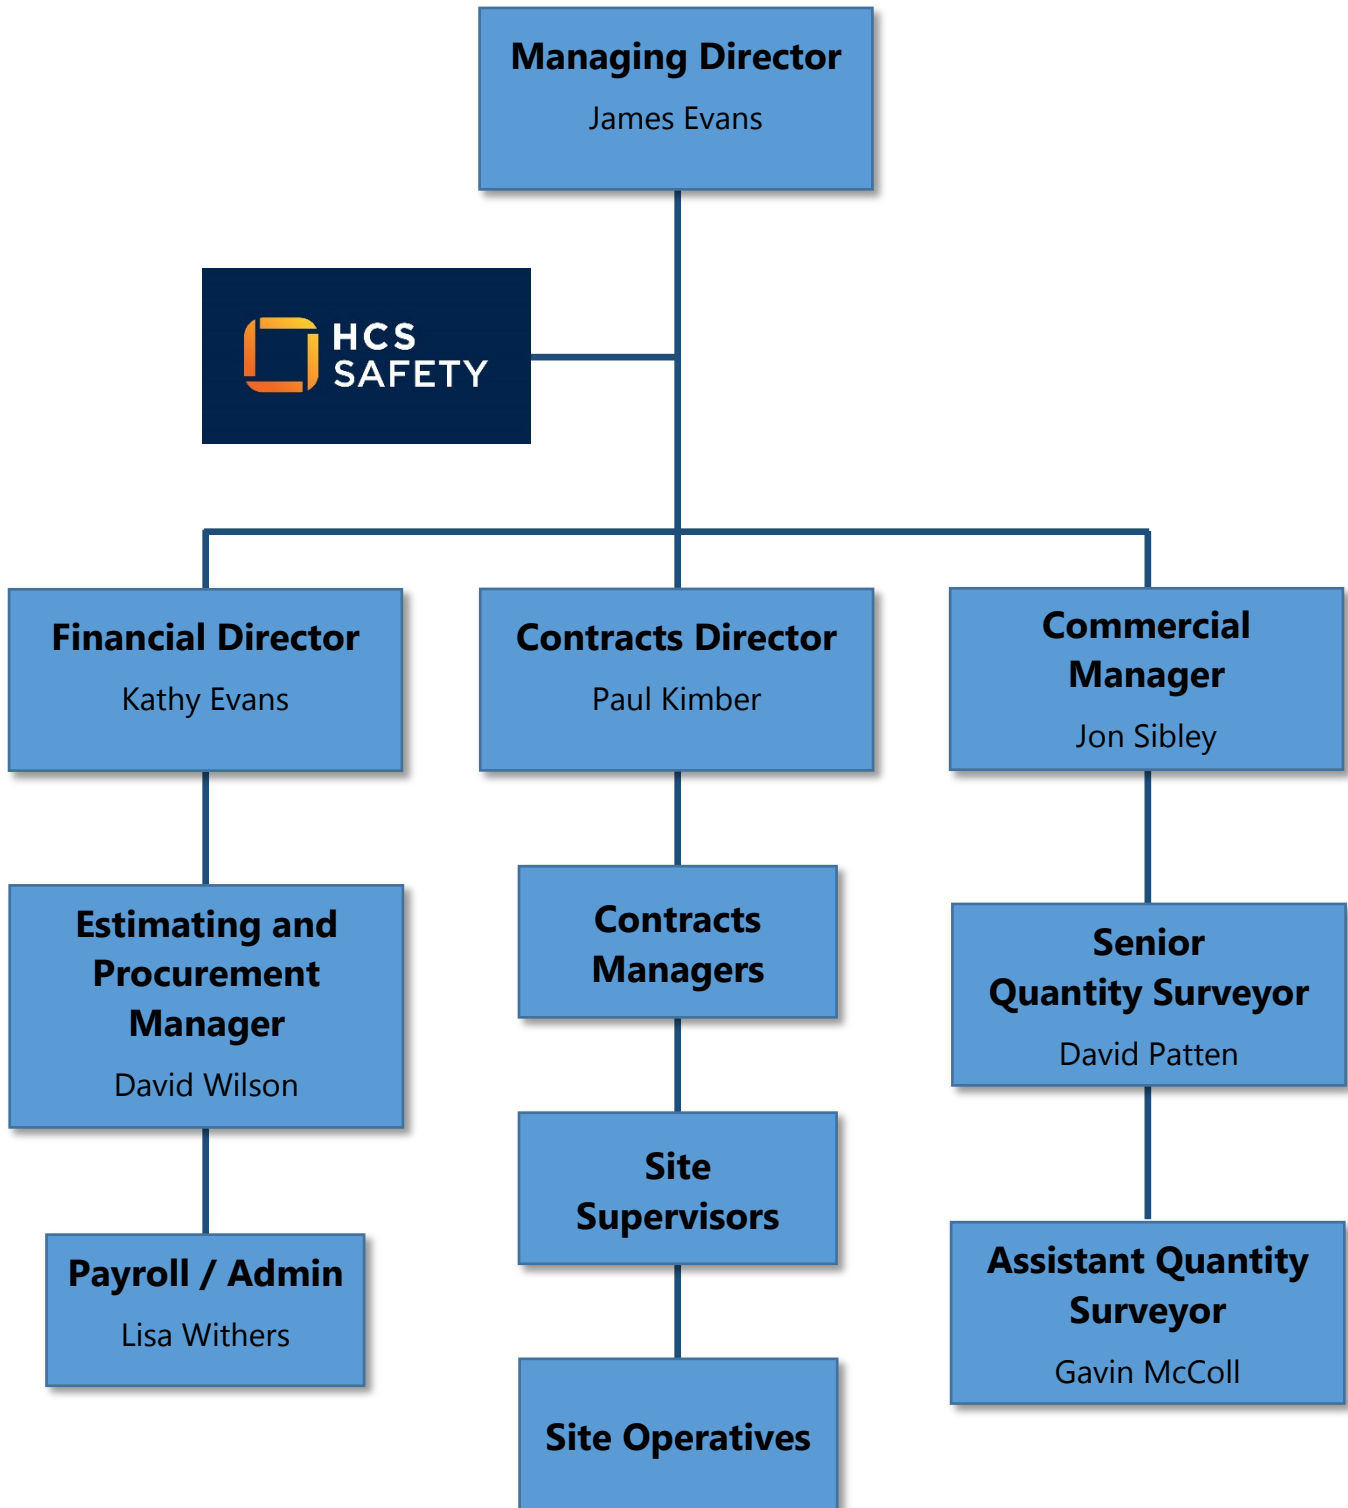 Managing Director
James Evans
HCS
SAFETY
Financial Director
Kathy Evans
Contracts Director
Paul Kimber
Commercial
Manager
Jon Sibley
Estimating and
Procurement
Manager
David Wilson
Contracts
Managers
Senior
Quantity Surveyor
David Patten
Site
Supervisors
Payroll / Admin
Lisa Withers
Assistant Quantity
Surveyor
Gavin McColl
Site Operatives